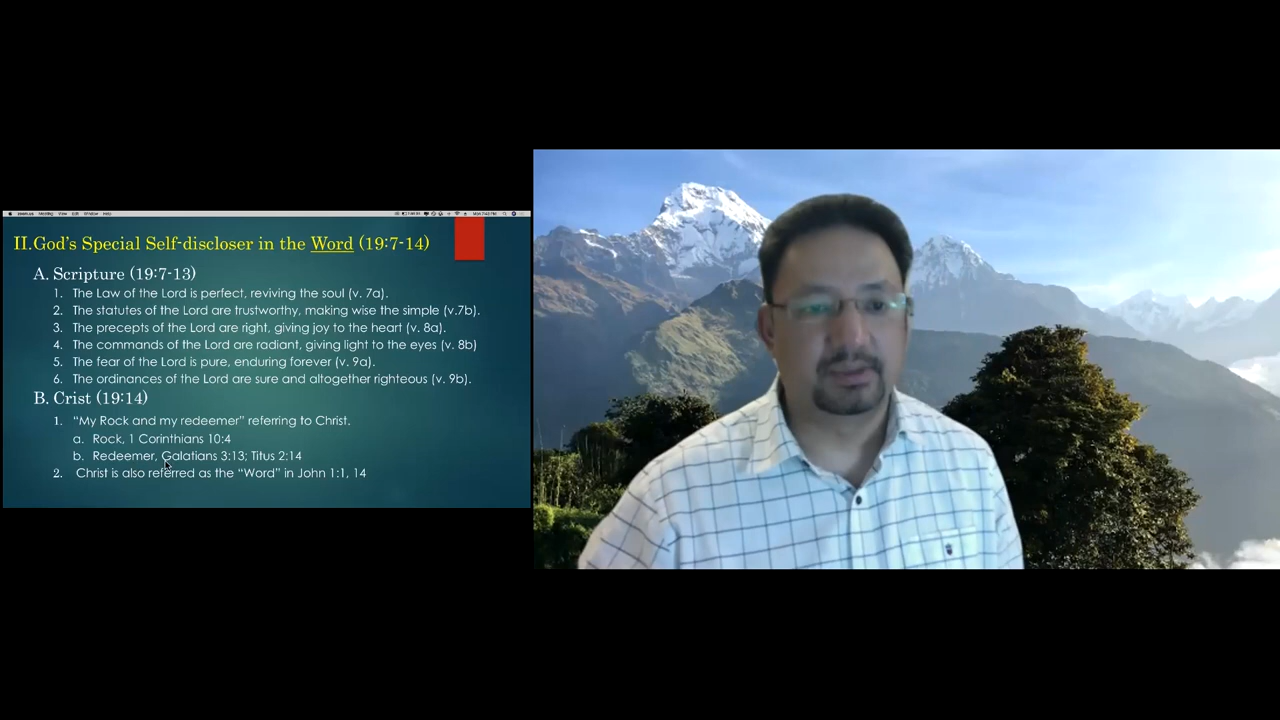 II.God's Special Self-discloser in the Word (19:7-14)
A. Scripture (19:7-13)
1. The Law of the Lord is perfect, reviving the soul (v. 7a).
2. The statutes of the Lord are trustworthy, making wise the simple (v.7b).
3. The precepts of the Lord are right, giving joy to the heart (v. 8a).
4. The commands of the Lord are radiant, giving light to the eyes (v. 8b)
5. The fear of the Lord is pure, enduring forever (v. 9a).
6. The ordinances of the Lord are sure and altogether righteous (v. 9b).
B. Crist (19:14)
1. “My Rock and my redeemer” referring to Christ.
a. Rock, 1 Corinthians 10:4
b. Redeemer, Galatians 3:13; Titus 2:14
2. Christ is also referred as the “Word” in John 1:1, 14